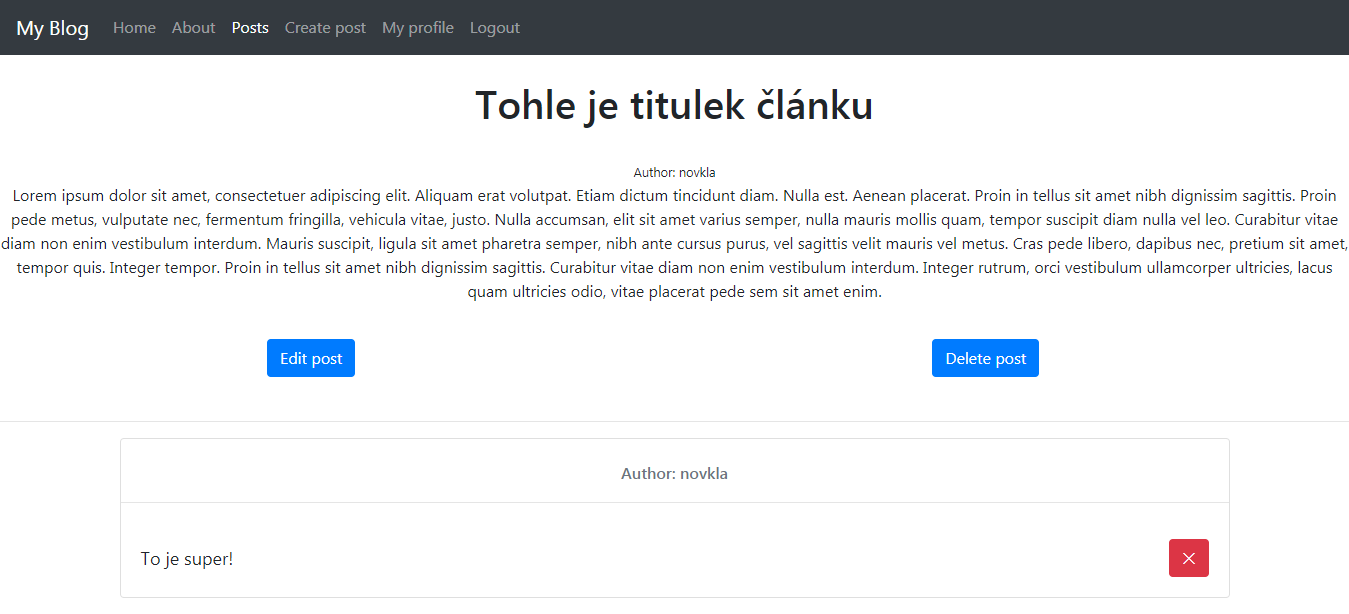 My Blog Home About Posts Create post My profile Logout
Tohle je titulek článku
Author: novkla
Lorem ipsum dolor sit amet, consectetuer adipiscing elit. Aliquam erat volutpat. Etiam dictum tincidunt diam. Nulla est. Aenean placerat. Proin in tellus sit amet nibh dignissim sagittis. Proin
pede metus, vulputate nec, fermentum fringilla, vehicula vitae, justo. Nulla accumsan, elit sit amet varius semper, nulla mauris mollis quam, tempor suscipit diam nulla vel leo. Curabitur vitae
diam non enim vestibulum interdum. Mauris suscipit, ligula sit amet pharetra semper, nibh ante cursus purus, vel sagittis velit mauris vel metus. Cras pede libero, dapibus nec, pretium sit amet,
tempor quis. Integer tempor. Proin in tellus sit amet nibh dignissim sagittis. Curabitur vitae diam non enim vestibulum interdum. Integer rutrum, orci vestibulum ullamcorper ultricies, lacus
quam ultricies odio, vitae placerat pede sem sit amet enim.
Edit post Delete post
Author: novkla
To je super!